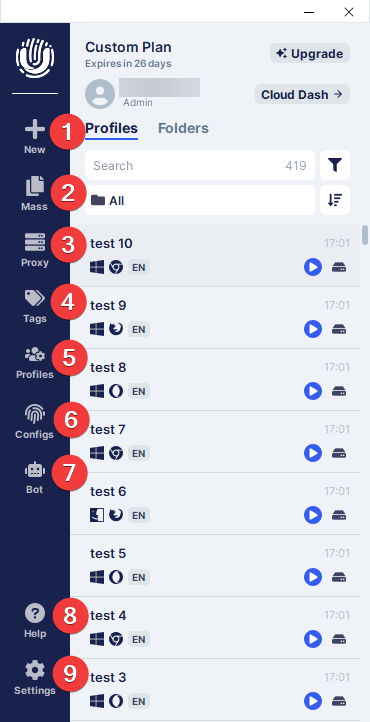 Custom Plan
Expires in 26 days
Upgrade
Admin
Cloud Dash →
New
1
Profiles
Folders
Search
419
Mass
2
All
Proxy
3
test 10
17:01
EN
Tags
4
test 9
17:01
EN
Profiles
5
test 8
17:01
EN
Configs
6
test 7
17:01
EN
Bot
7
test 6
17:01
EN
test 5
17:01
EN
Help
8
test 4
17:01
EN
Settings
9
test 3
17:01
EN